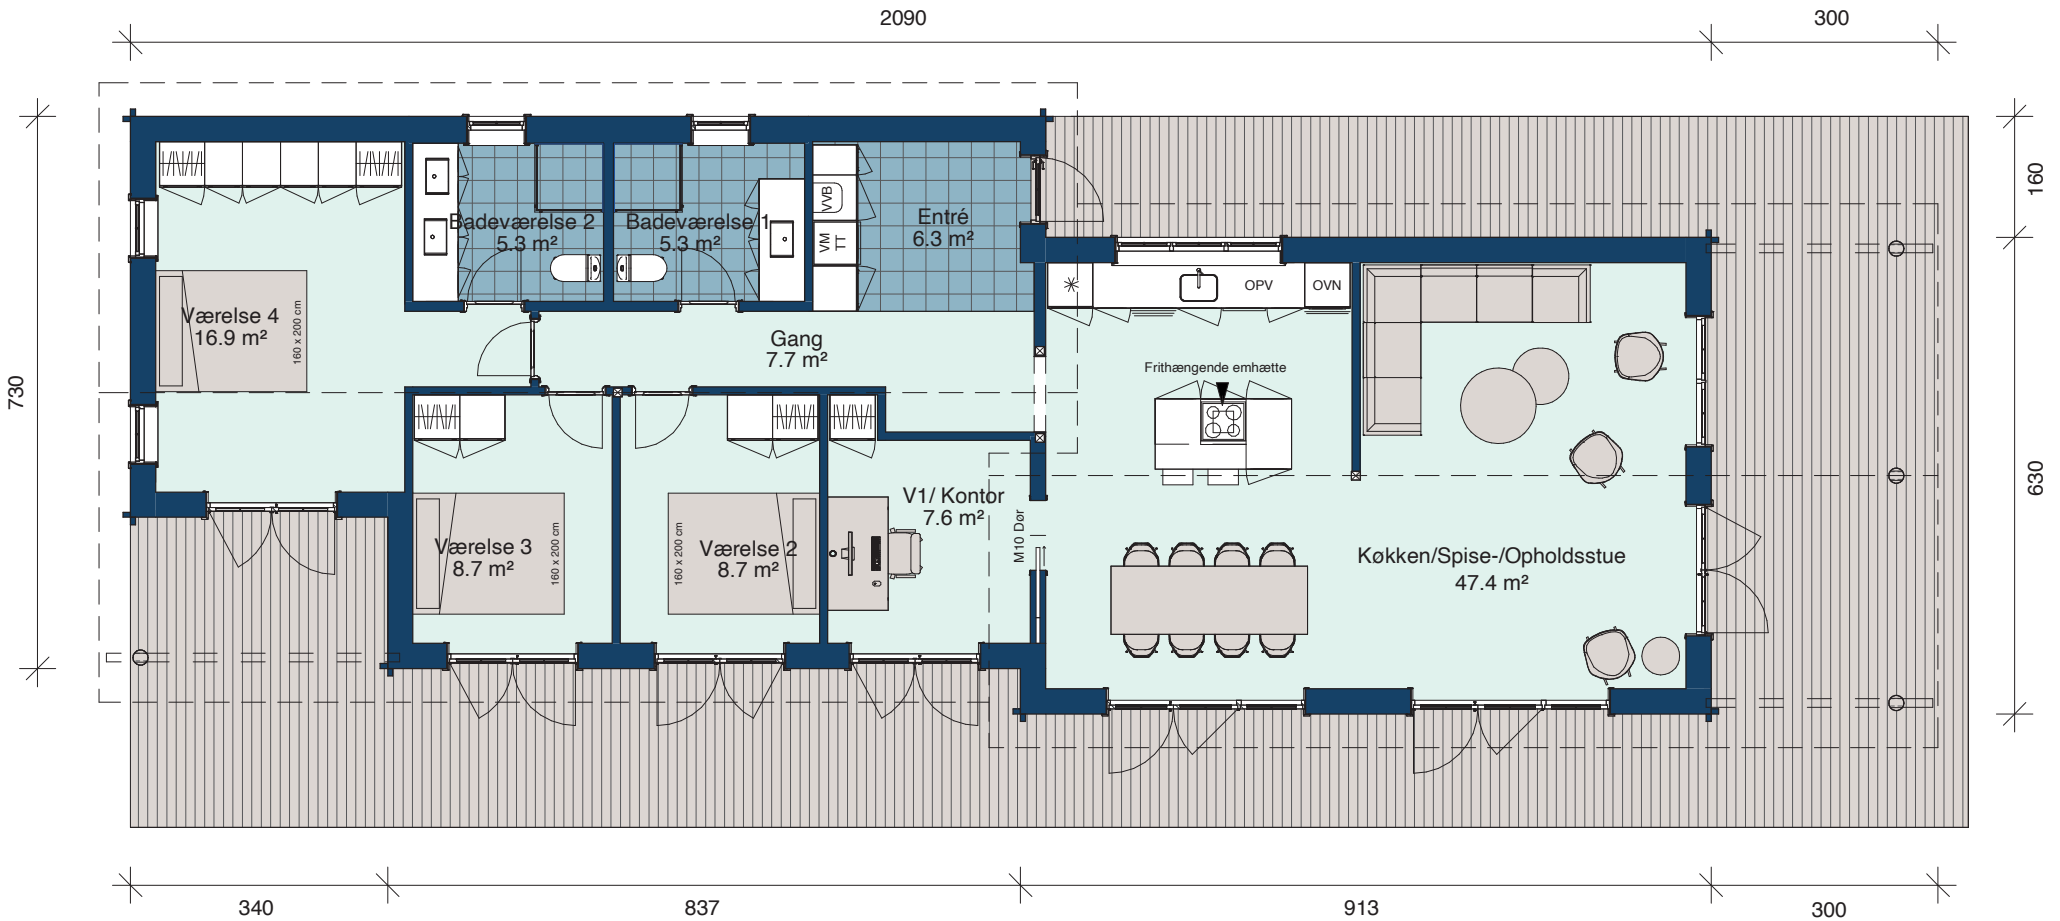 2090
300
730
160
630
Badeværelse 2
5.3 m²
Badeværelse 1
5.3 m²
VVB
VM
TT
Entré
6.3 m²
OPV
OVN
Værelse 4
16.9 m²
160 x 200 cm
Gang
7.7 m²
Frithængende emhætte
V1/ Kontor
7.6 m²
M10 Dør
Værelse 3
8.7 m²
160 x 200 cm
160 x 200 cm
Værelse 2
8.7 m²
Køkken/Spise-/Opholdsstue
47.4 m²
340
837
913
300